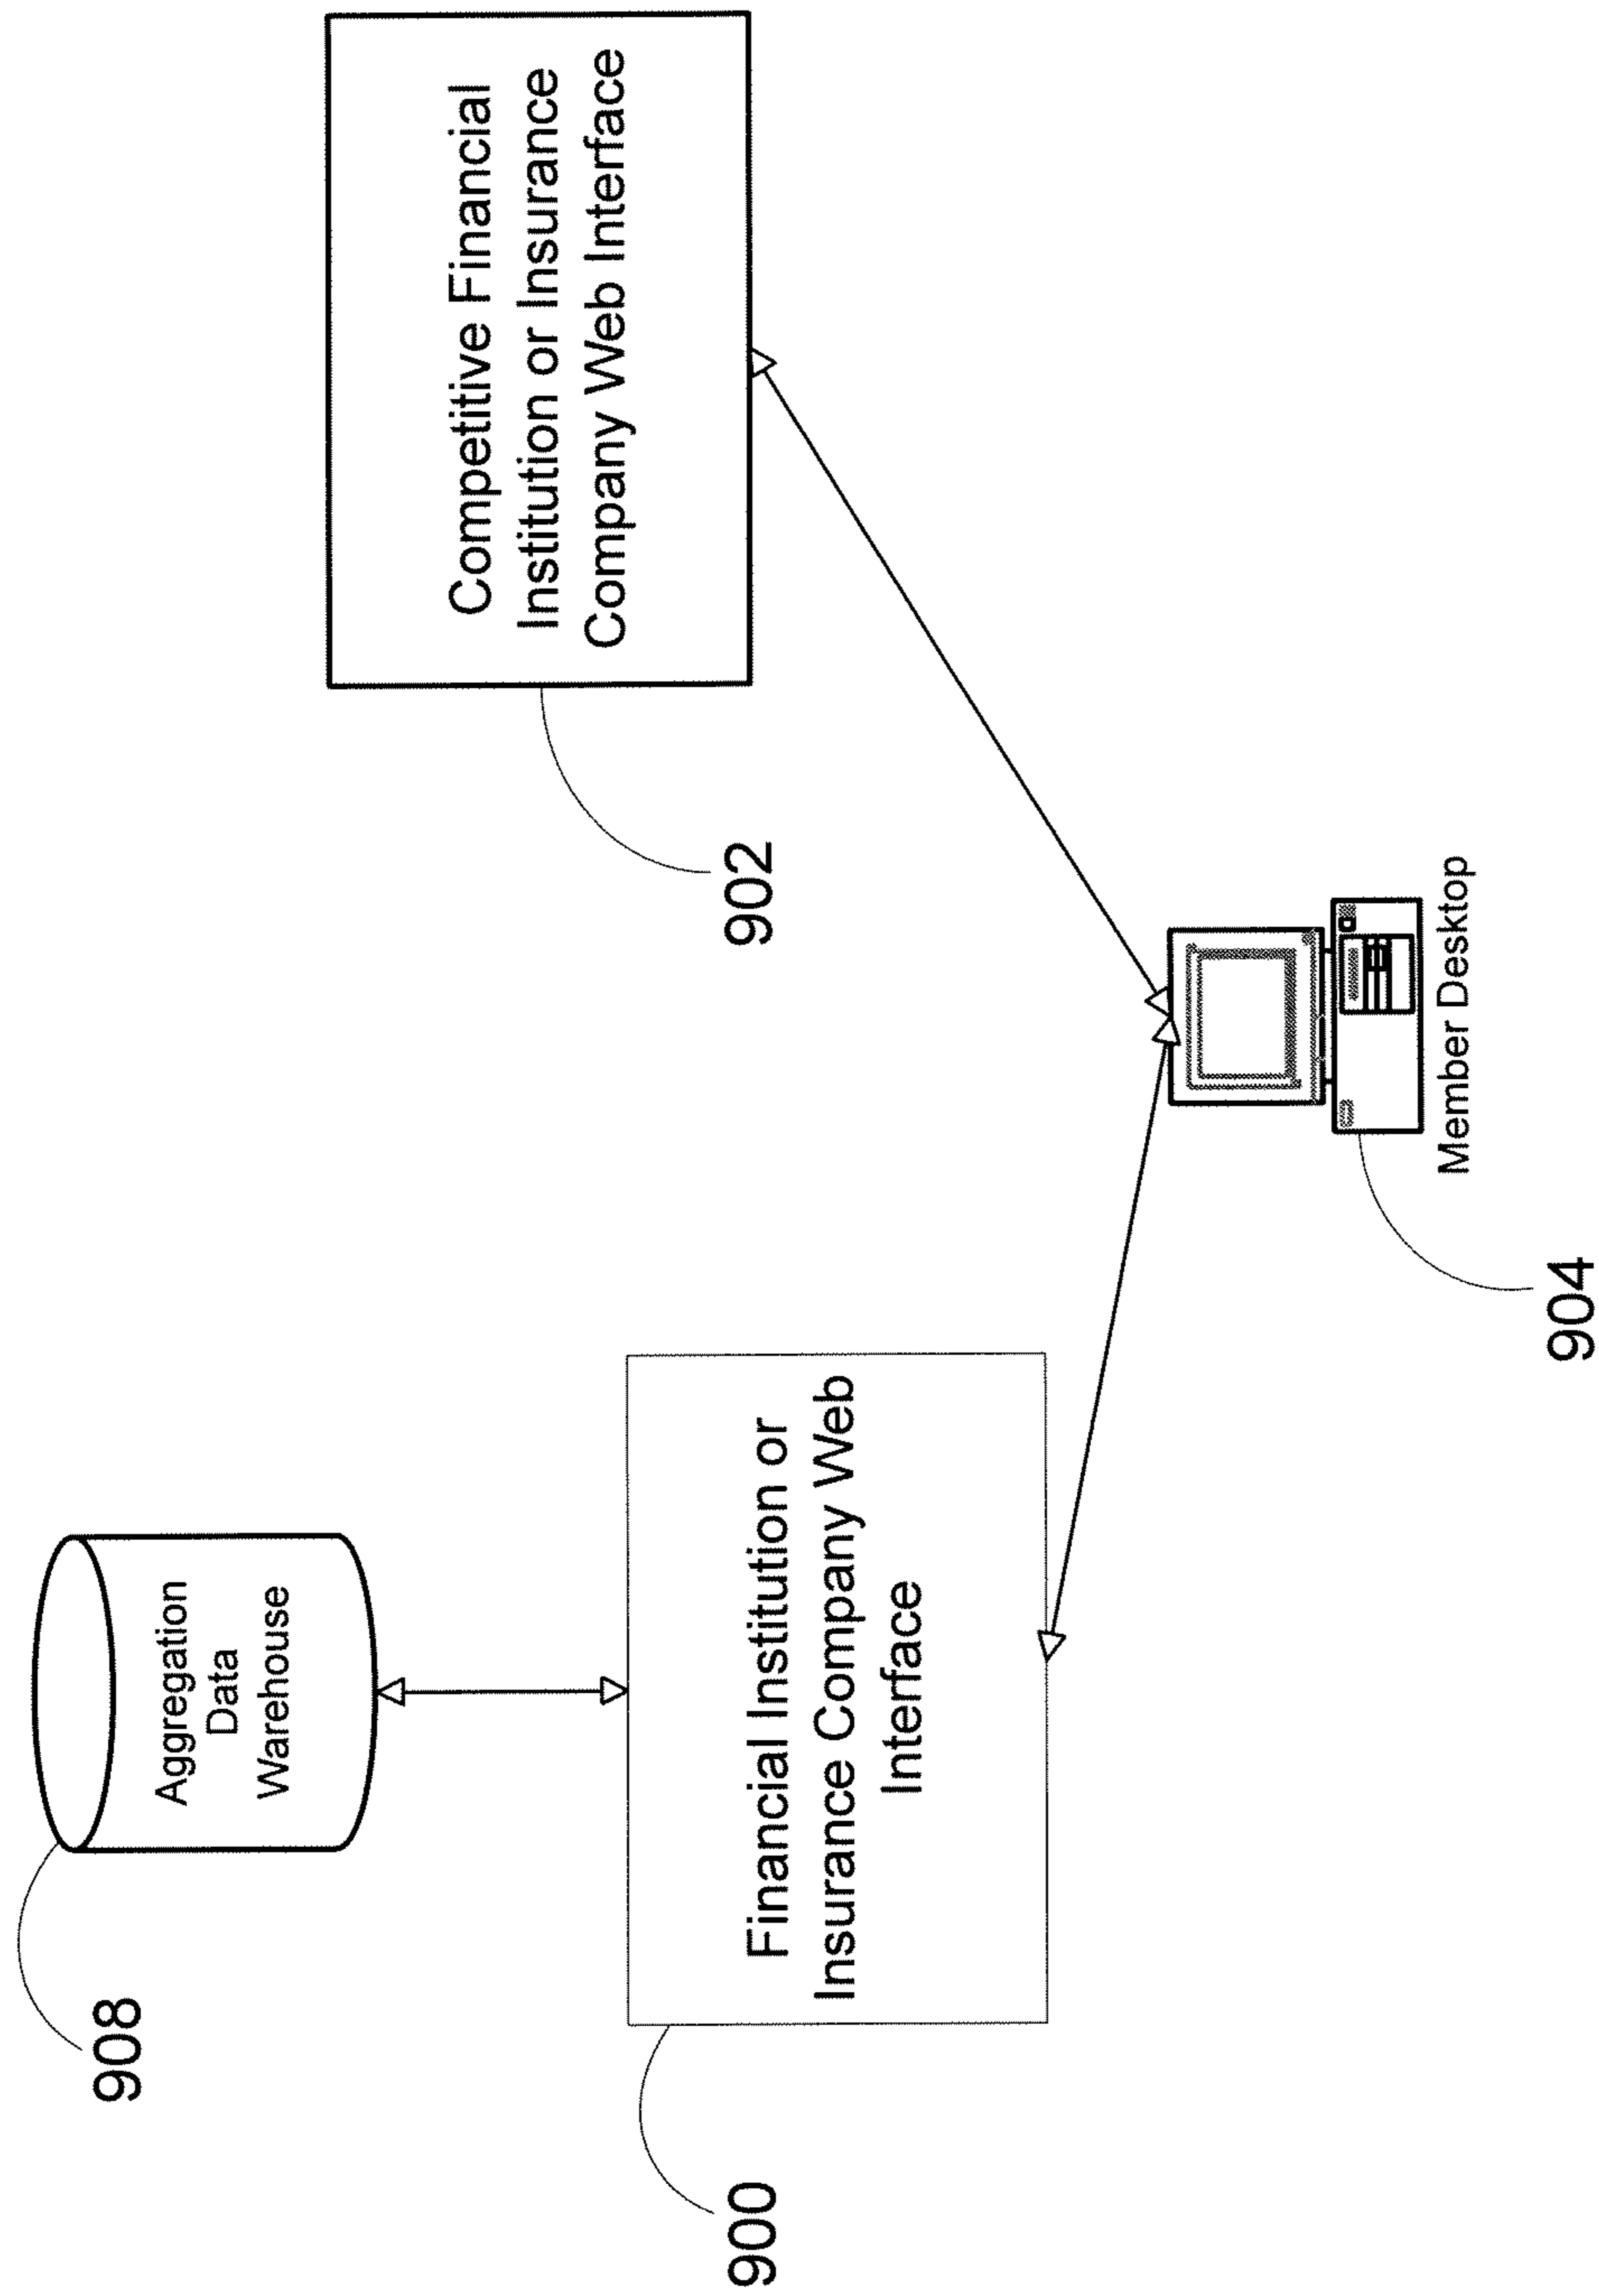 908
Aggregation
Data
Warehouse
Competitive Financial
Institution or Insurance
Company Web Interface
902
900
Financial Institution or
Insurance Company Web
Interface
Member Desktop
904